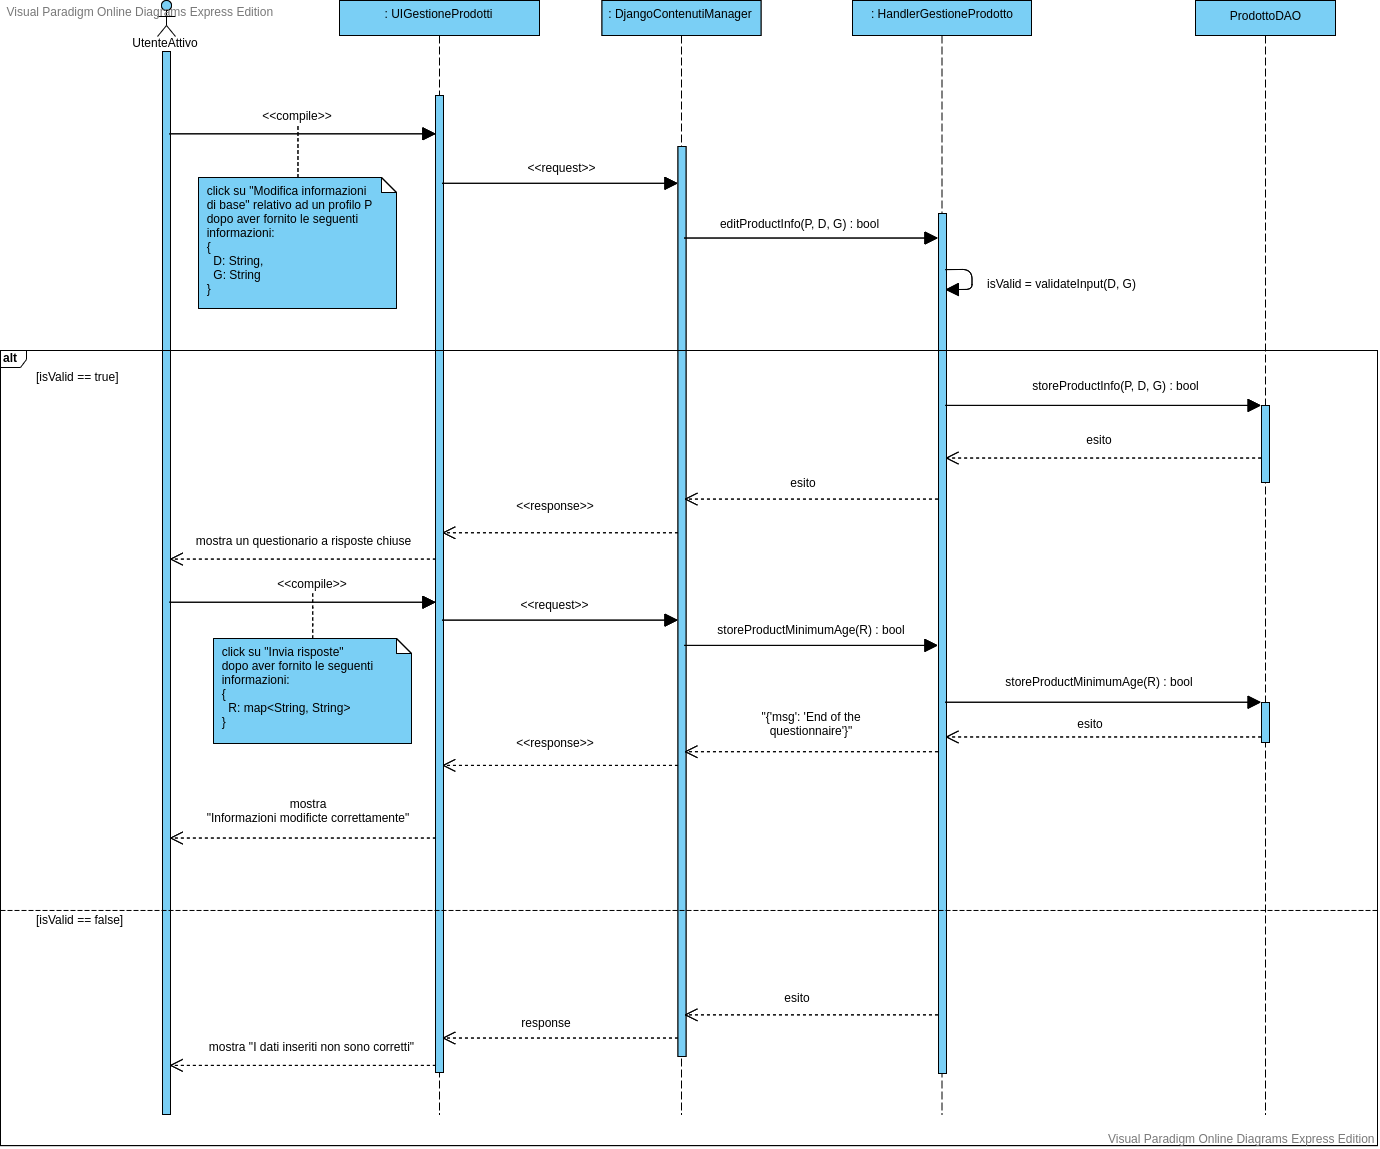 Visual Paradigm Online Diagrams Express Edition
UtenteAttivo
: UIGestioneProdotti
: DjangoContenutiManager
: HandlerGestioneProdotto
ProdottoDAO
<<compile>>
click su "Modifica informazioni
di base" relativo ad un profilo P
dopo aver fornito le seguenti
informazioni:
{
D: String,
G: String
}
<<request>>
editProductInfo(P, D, G) : bool
isValid = validateInput(D, G)
alt
[isValid == true]
storeProductInfo(P, D, G) : bool
esito
esito
<<response>>
mostra un questionario a risposte chiuse
<<compile>>
click su "Invia risposte"
dopo aver fornito le seguenti
informazioni:
{
R: map<String, String>
}
<<request>>
storeProductMinimumAge(R) : bool
storeProductMinimumAge(R) : bool
esito
"{'msg': 'End of the
questionnaire'}"
<<response>>
mostra
"Informazioni modificte correttamente"
[isValid == false]
esito
response
mostra "I dati inseriti non sono corretti"
Visual Paradigm Online Diagrams Express Edition